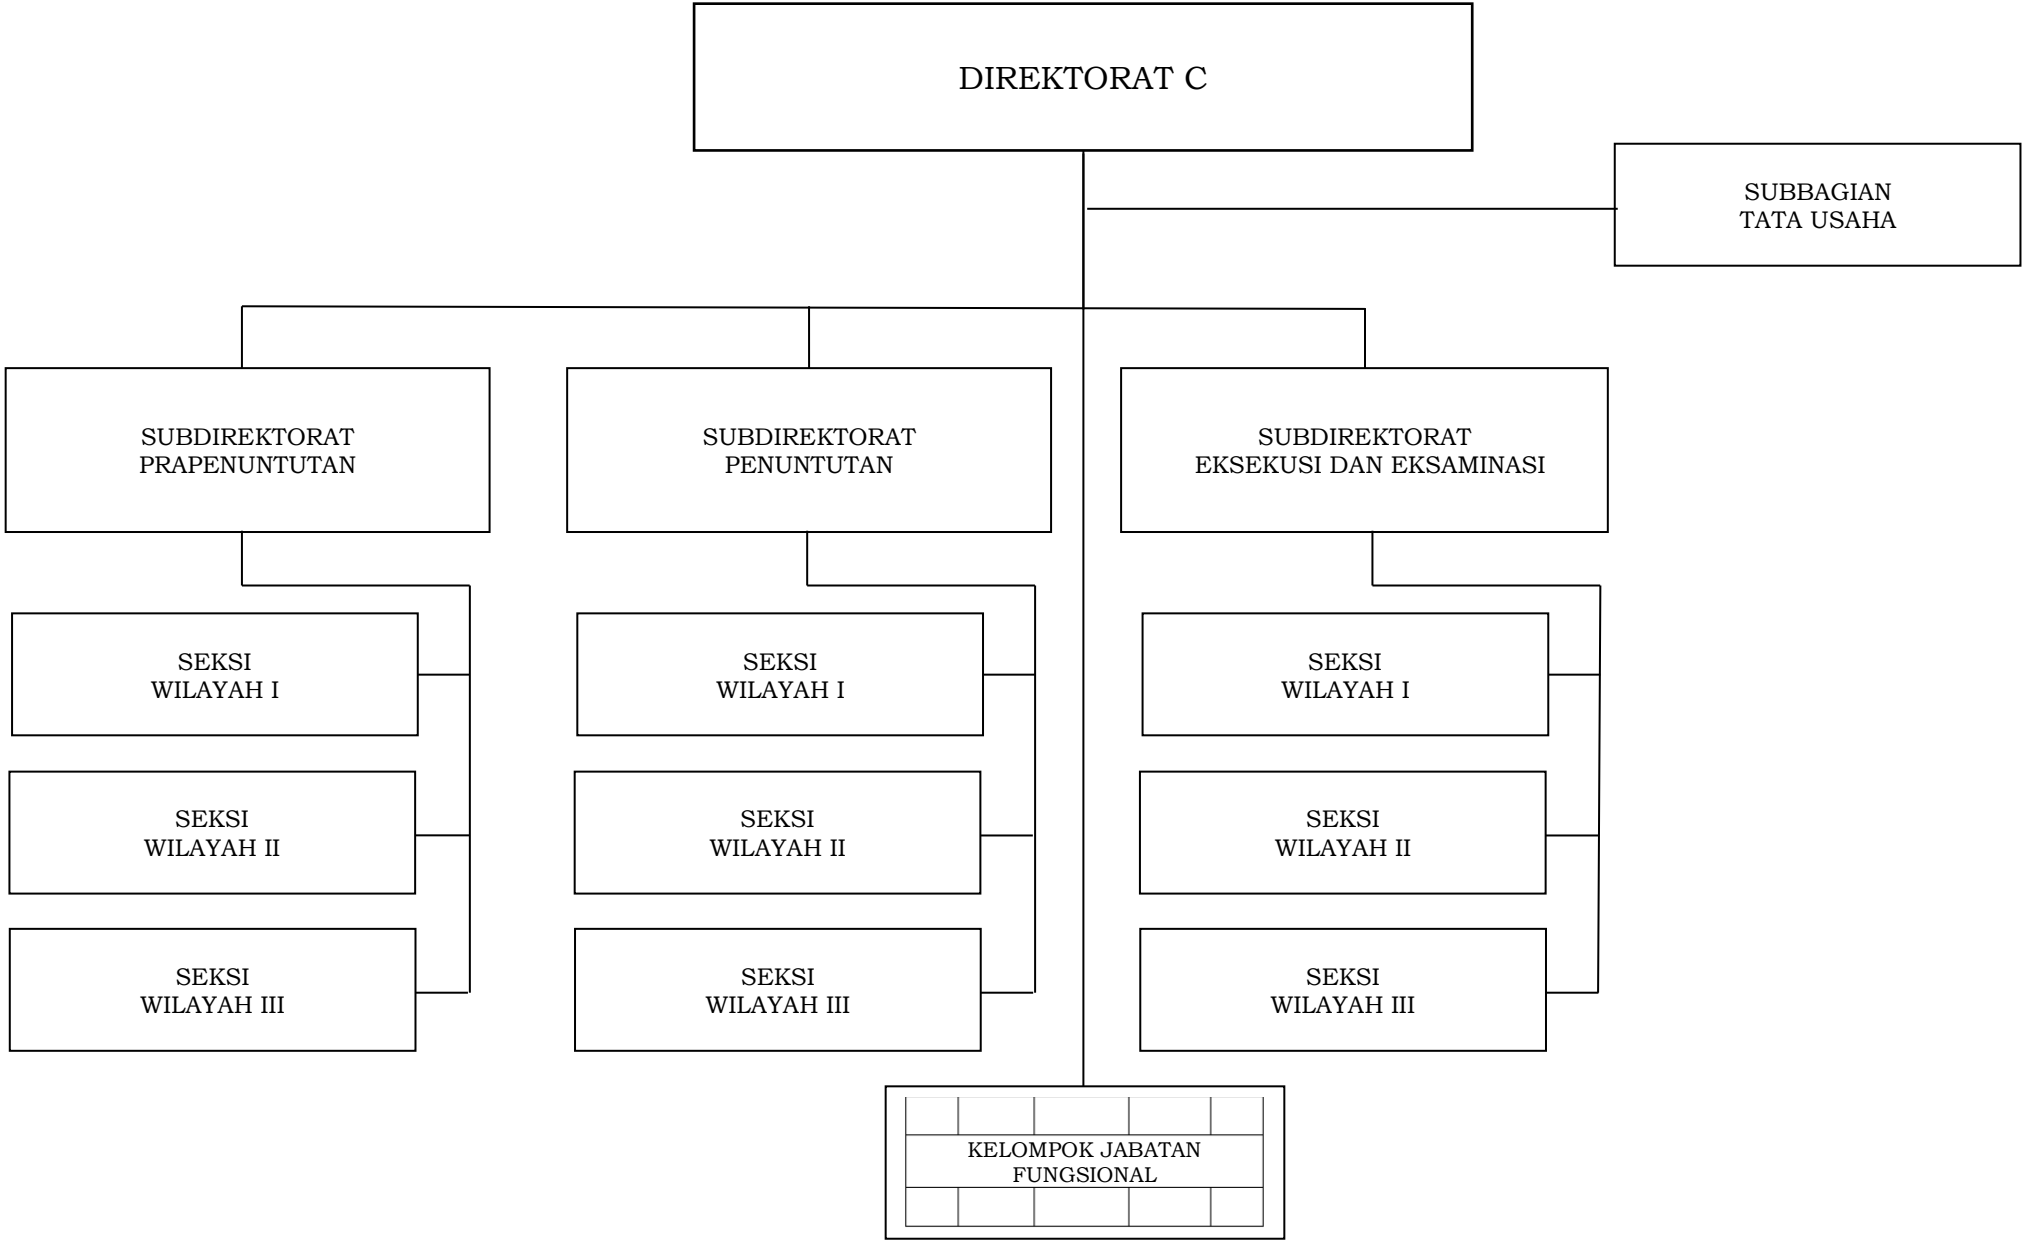 DIREKTORAT C
SUBBAGIAN
TATA USAHA
SUBDIREKTORAT
PRAPENUNTUTAN
SUBDIREKTORAT
PENUNTUTAN
SUBDIREKTORAT
EKSEKUSI DAN EKSAMINASI
SEKSI
WILAYAH I
SEKSI
WILAYAH I
SEKSI
WILAYAH I
SEKSI
WILAYAH II
SEKSI
WILAYAH II
SEKSI
WILAYAH II
SEKSI
WILAYAH III
SEKSI
WILAYAH III
SEKSI
WILAYAH III
KELOMPOK JABATAN
FUNGSIONAL